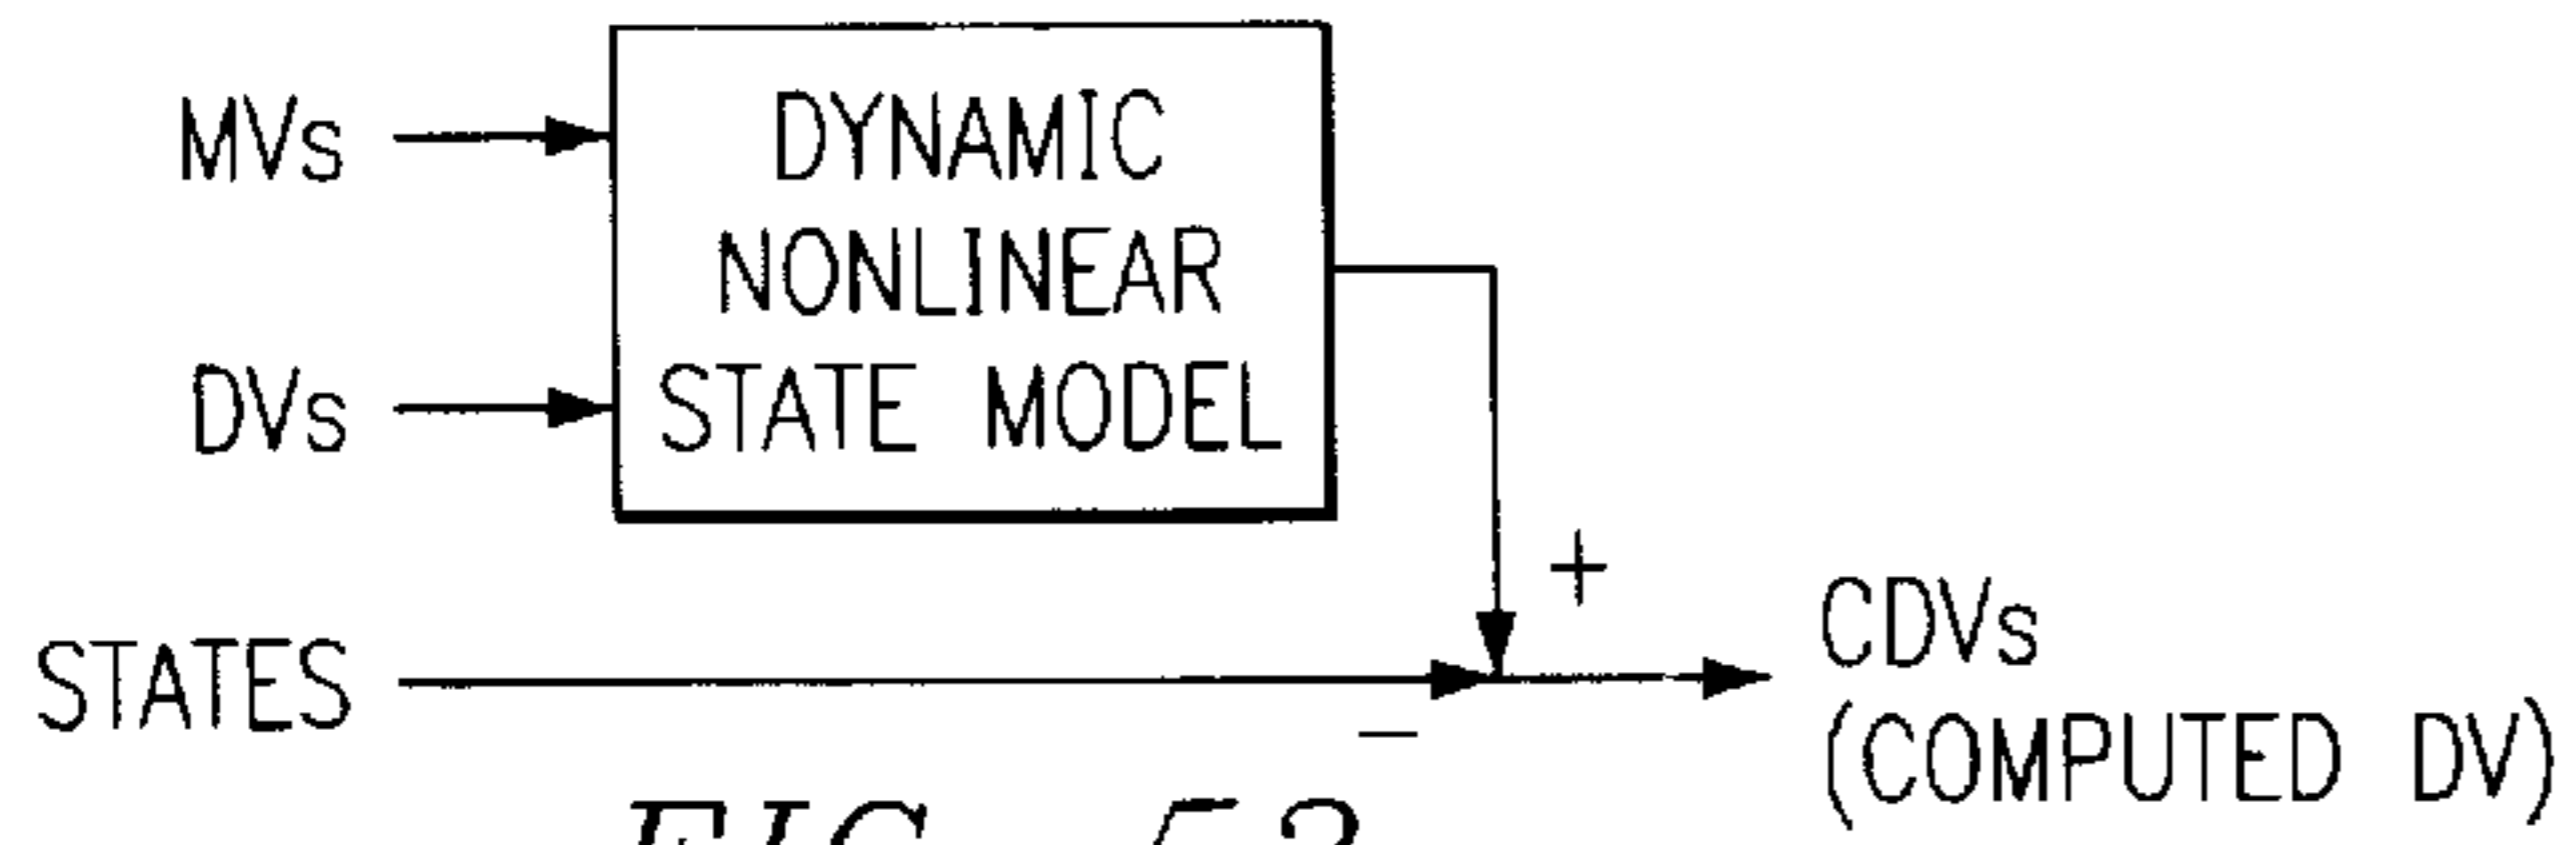 MVs
DYNAMIC
NONLINEAR
STATE MODEL
DVs
+
STATES
−
CDVs
(COMPUTED DV)